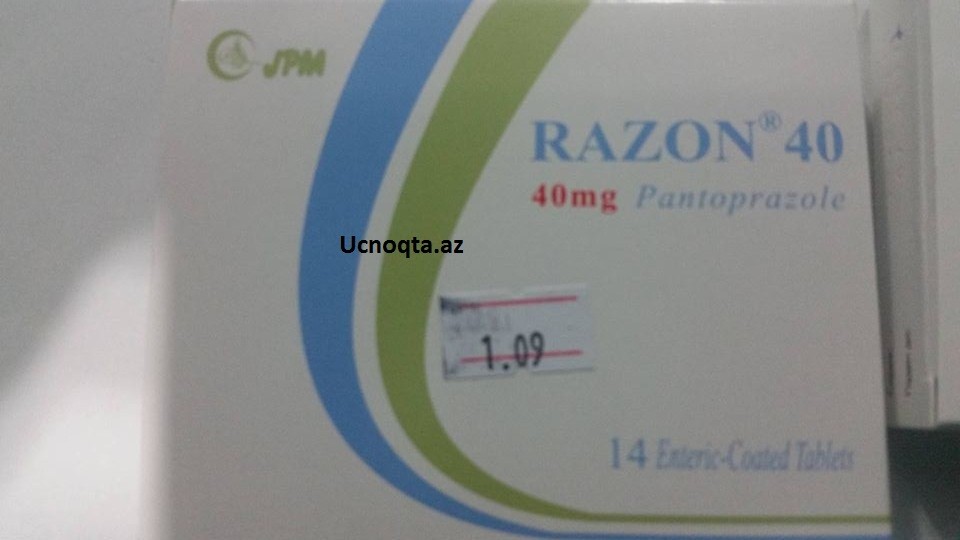 JPM
RAZON® 40
40mg Pantoprazole
Ucnoqta.az
1.09
14 Enteric-Coated Tablets